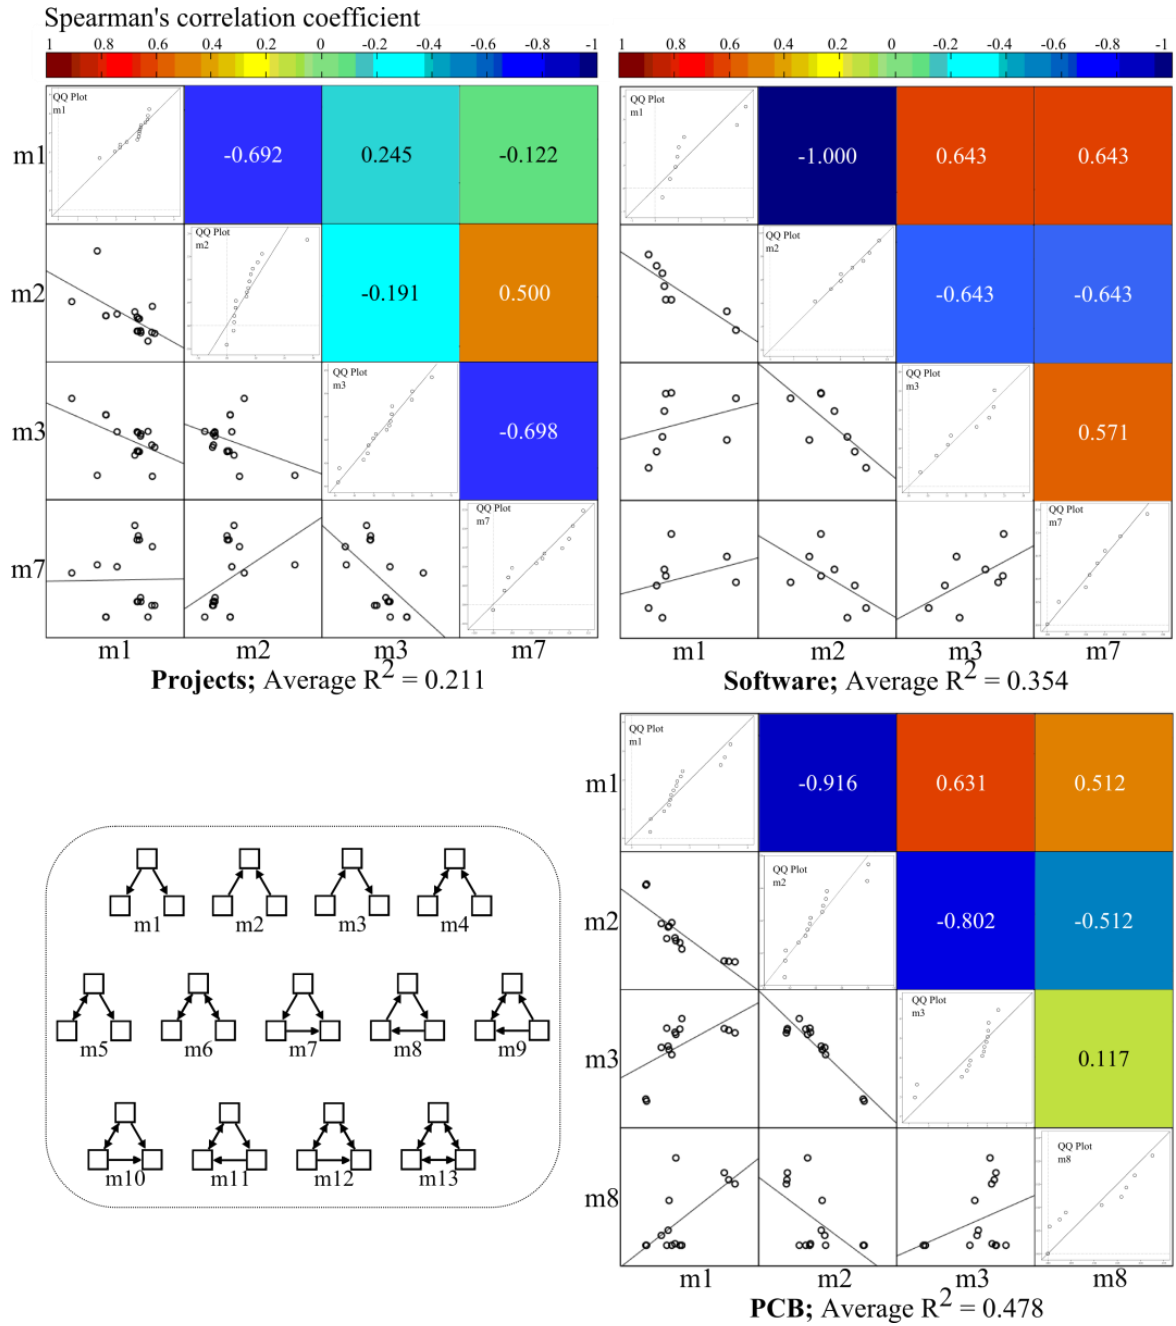 Spearman's correlation coefficient
1 0.8 0.6 0.4 0.2 0 -0.2 -0.4 -0.6 -0.8 -1
1 0.8 0.6 0.4 0.2 0 -0.2 -0.4 -0.6 -0.8 -1
QQ Plot
m1
m1
-0.692
0.245
-0.122
QQ Plot
m2
m2
-0.191
0.500
QQ Plot
m3
m3
-0.698
QQ Plot
m7
m7
m1 m2 m3 m7
Projects; Average R2 = 0.211
QQ Plot
m1
-1.000
0.643
0.643
QQ Plot
m2
-0.643
-0.643
QQ Plot
m3
0.571
QQ Plot
m7
m1 m2 m3 m7
Software; Average R2 = 0.354
m1 m2 m3 m4
m5 m6 m7 m8 m9
m10 m11 m12 m13
QQ Plot
m1
m1
-0.916
0.631
0.512
QQ Plot
m2
m2
-0.802
-0.512
QQ Plot
m3
m3
0.117
QQ Plot
m8
m8
m1 m2 m3 m8
PCB; Average R2 = 0.478